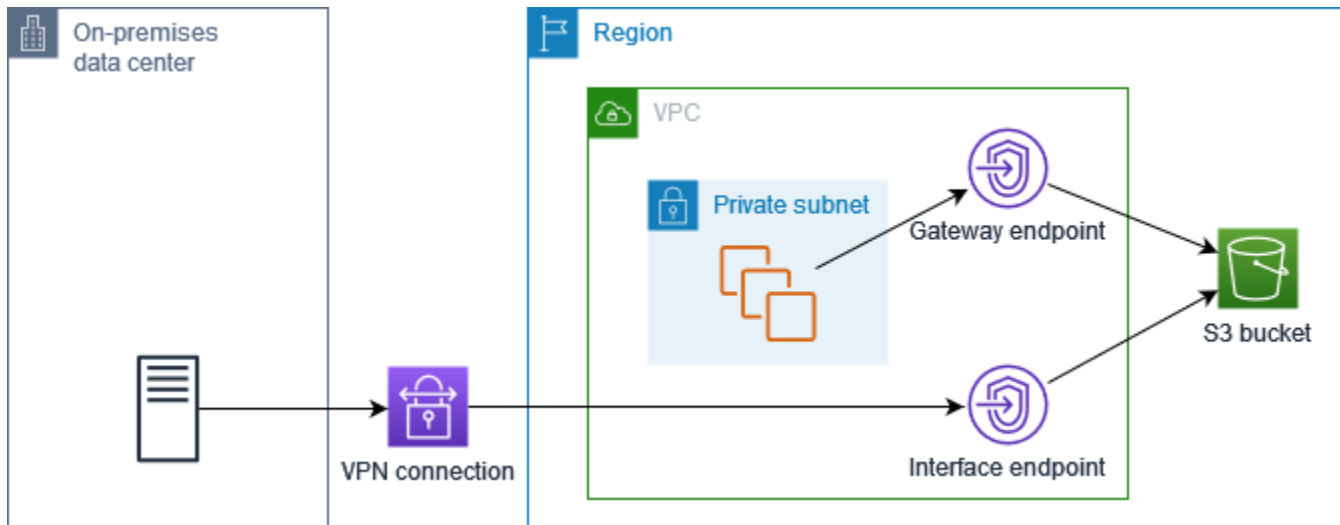 On-premises
data center
Region
VPC
Private subnet
Gateway endpoint
S3 bucket
VPN connection
Interface endpoint